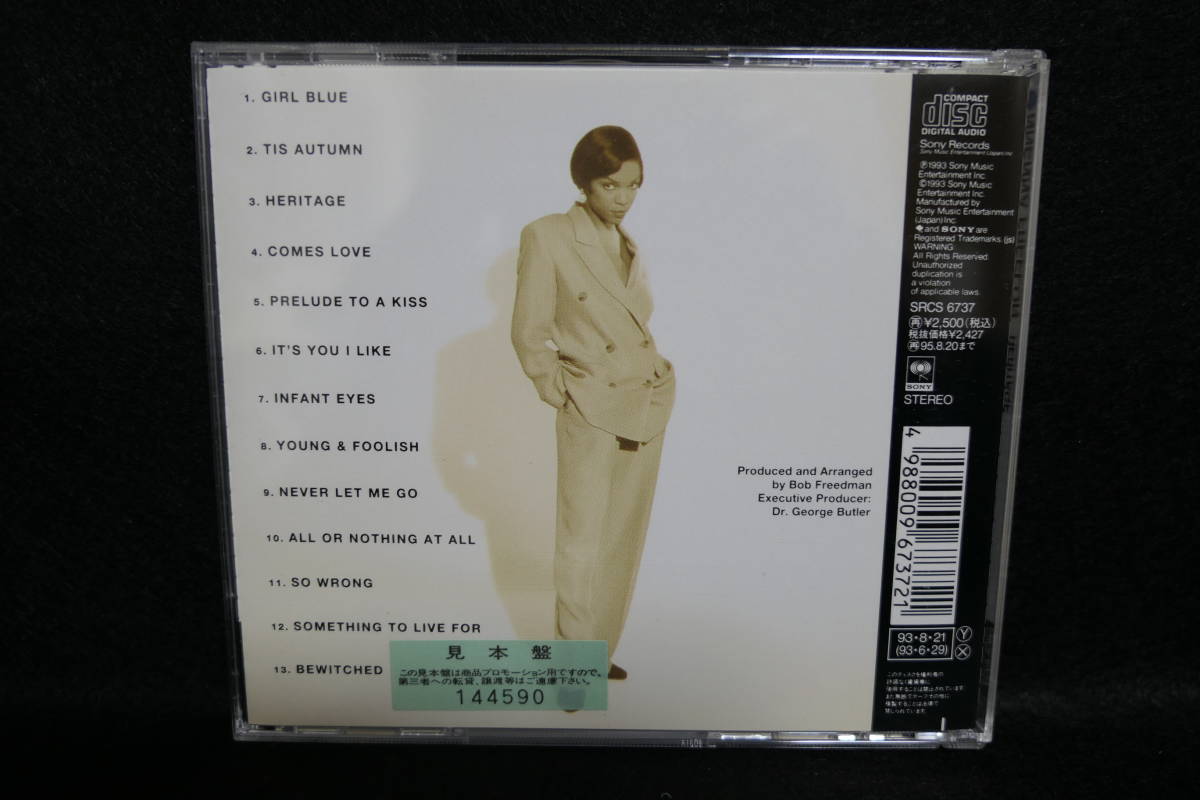 1. GIRL BLUE
2. TIS AUTUMN
3. HERITAGE
4. COMES LOVE
5. PRELUDE TO A KISS
6. IT'S YOU I LIKE
7. INFANT EYES
8. YOUNG & FOOLISH
9. NEVER LET ME GO
10. ALL OR NOTHING AT ALL
11. SO WRONG
12. SOMETHING TO LIVE FOR
13. BEWITCHED
見本盤
この見本盤は商品プロモーション用ですので、
第三者への転貸、譲渡等はご遠慮下さい。
144590
Produced and Arranged
by Bob Freedman
Executive Producer:
Dr. George Butler
COMPACT
disc
DIGITAL AUDIO
Sony Records
Sony Music Entertainment (Japan) Inc.
℗1993 Sony Music
Entertainment Inc.
©1993 Sony Music
Entertainment Inc.
Manufactured by
Sony Music Entertainment
(Japan) Inc.
and SONY are
Registered Trademarks. (js)
WARNING:
All Rights Reserved.
Unauthorized
duplication is
a violation
of applicable laws.
SRCS 6737
再¥2,500(税込)
税抜価格¥2,427
再95.8.20まで
SONY
STEREO
4 988009 673721
93・8・21
(93・6・29)
Y
X